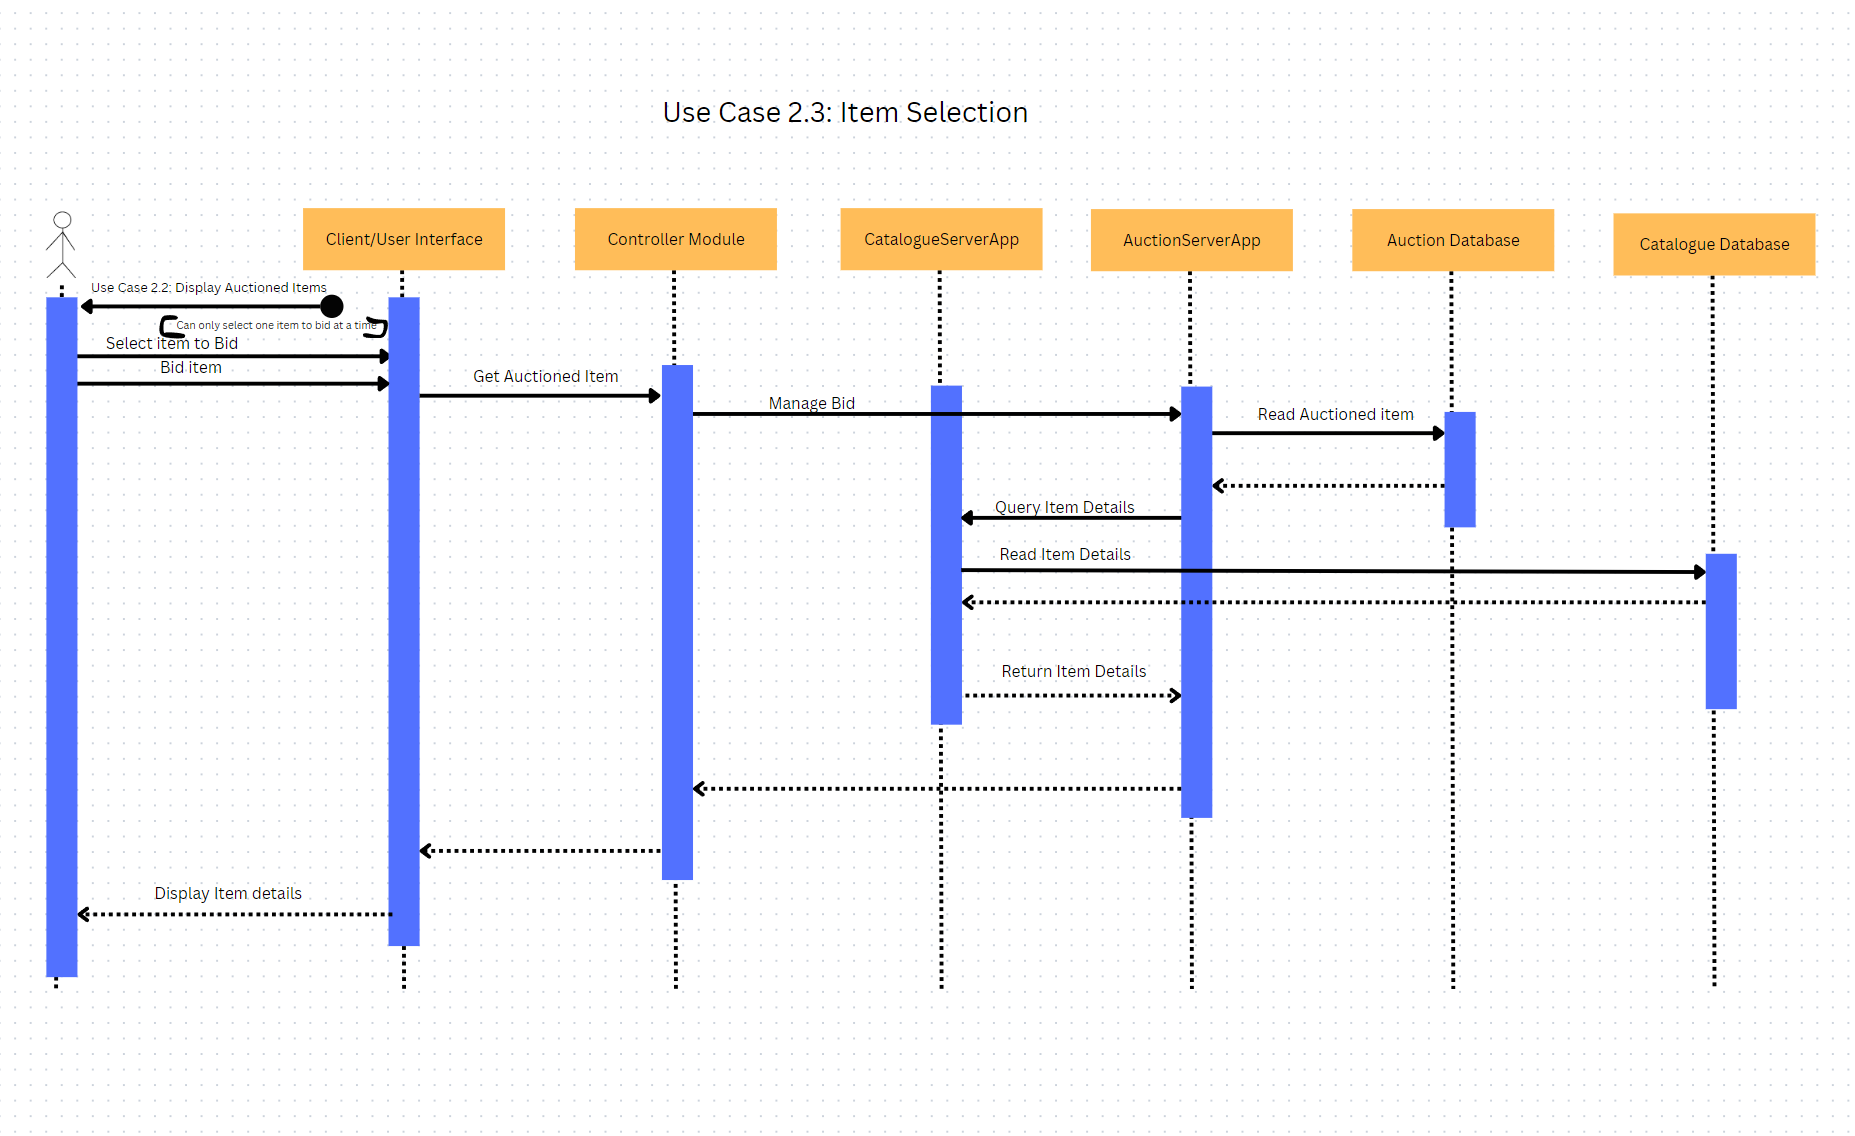 Use Case 2.3: Item Selection
Client/User Interface
Controller Module
CatalogueServerApp
AuctionServerApp
Auction Database
Catalogue Database
Use Case 2.2: Display Auctioned Items
Can only select one item to bid at a time
Select item to Bid
Bid item
Get Auctioned Item
Manage Bid
Read Auctioned item
Query Item Details
Read Item Details
Return Item Details
Display Item details